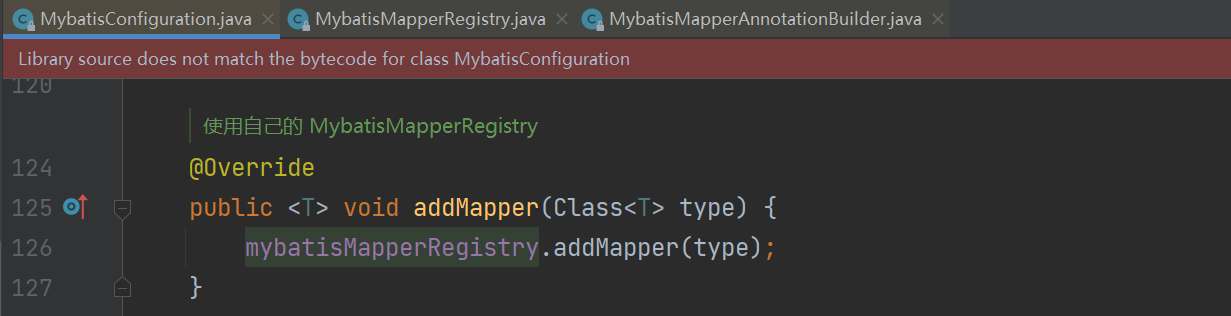 MybatisConfiguration.java × MybatisMapperRegistry.java × MybatisMapperAnnotationBuilder.java ×
Library source does not match the bytecode for class MybatisConfiguration
120
使用自己的 MybatisMapperRegistry
124 @Override
125 public <T> void addMapper(Class<T> type) {
126 mybatisMapperRegistry.addMapper(type);
127 }